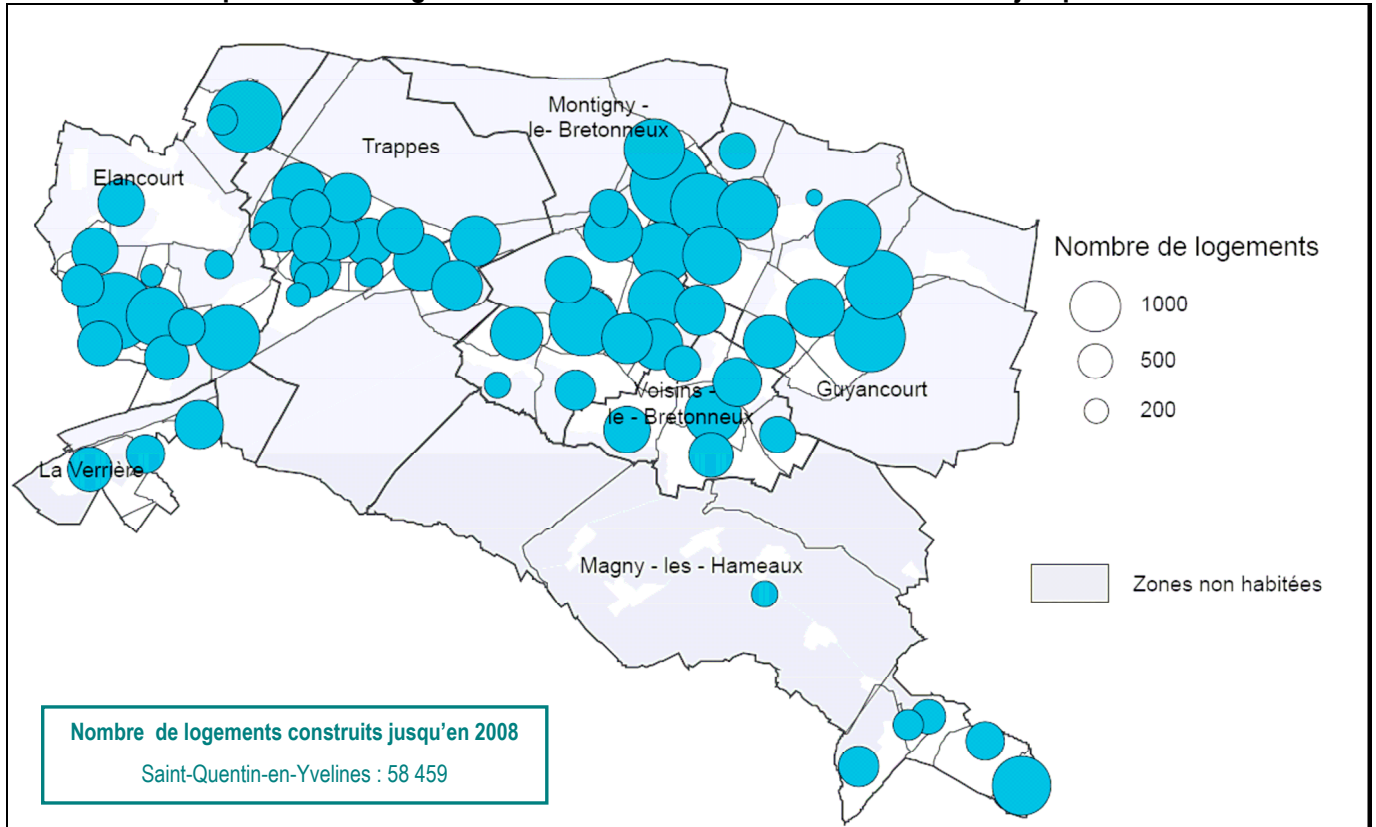 Montigny -
le- Bretonneux
Trappes
Elancourt
Nombre de logements
1000
500
200
Voisins -
le - Bretonneux
Guyancourt
La Verrière
Magny - les - Hameaux
Zones non habitées
Nombre de logements construits jusqu'en 2008
Saint-Quentin-en-Yvelines : 58 459